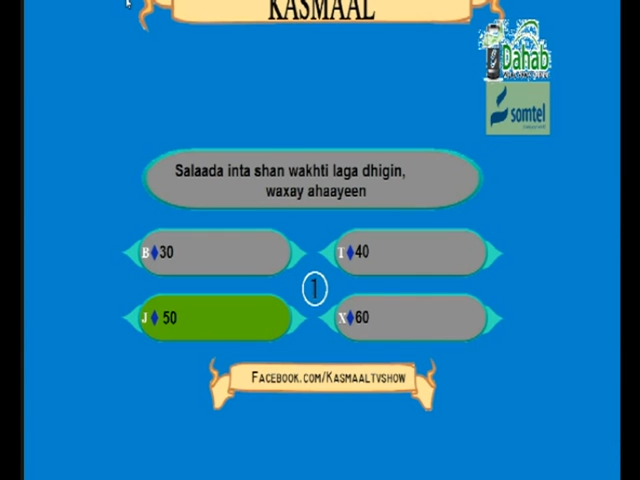 KASMAAL
Dahab
somtel
Salaada inta shan wakhti laga dhigin,
waxay ahaayeen
B 30
T 40
1
J 50
X 60
FACEBOOK.COM/KASMAALTVSHOW